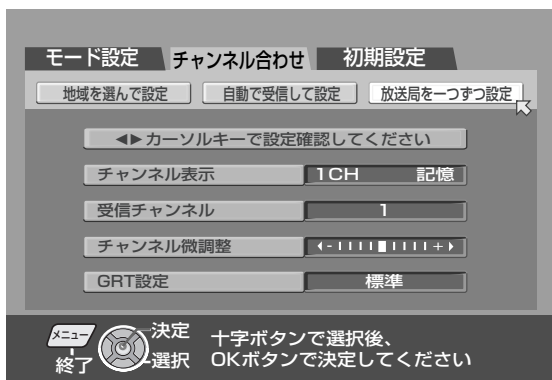 モード設定 チャンネル合わせ 初期設定
地域を選んで設定 自動で受信して設定 放送局を一つずつ設定
◀▶カーソルキーで設定確認してください
チャンネル表示 1CH 記憶
受信チャンネル 1
チャンネル微調整 -+
GRT設定 標準
メニュー 決定 十字ボタンで選択後、
終了 選択 OKボタンで決定してください